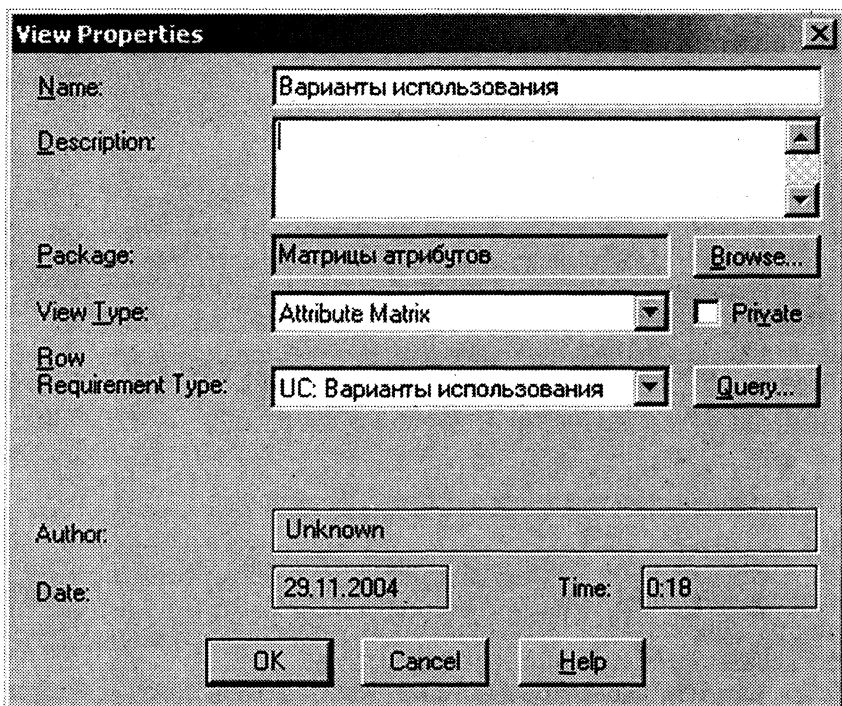 View Properties
Name: Варианты использования
Description:
Package: Матрицы атрибутов Browse...
View Type: Attribute Matrix Private
Row
Requirement Type: UC: Варианты использования Query...
Author: Unknown
Date: 29.11.2004 Time: 0:18
OK Cancel Help